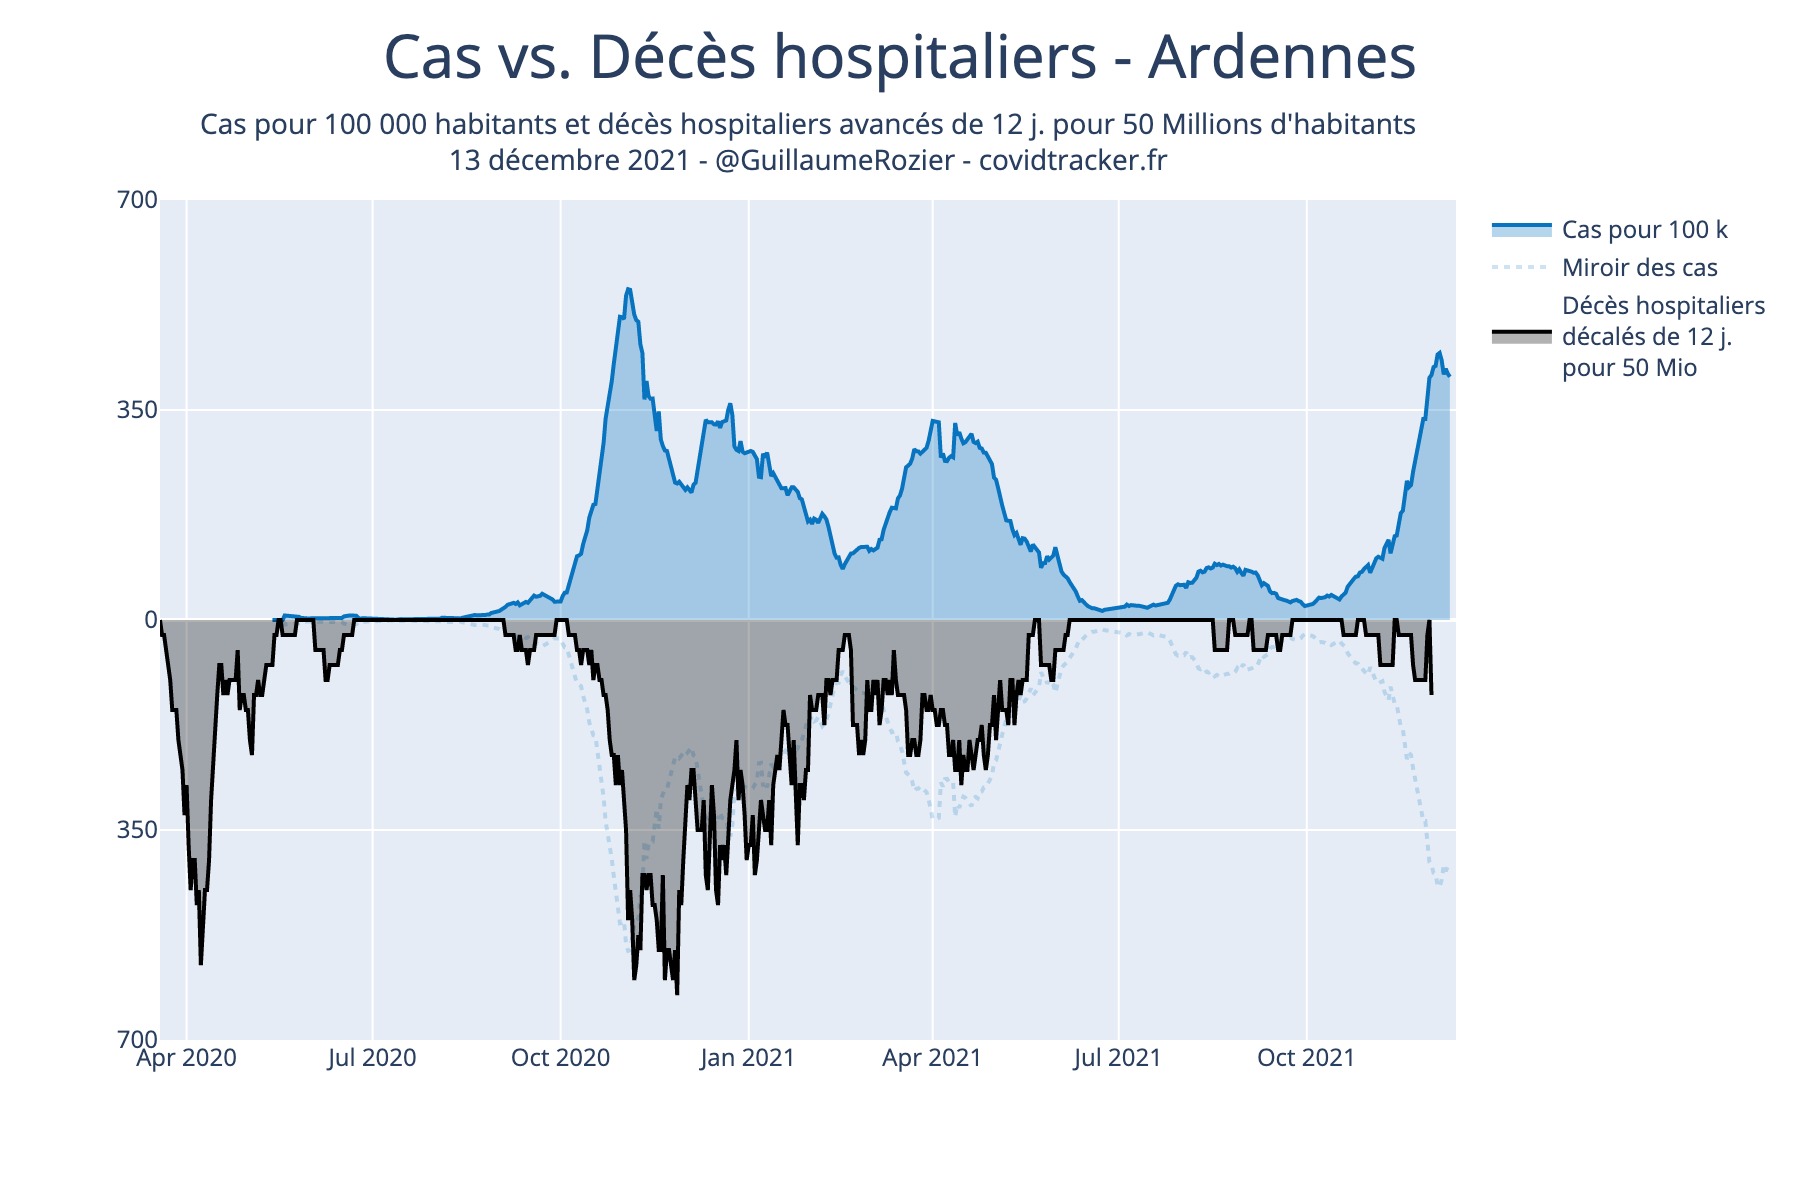 Cas vs. Décès hospitaliers - Ardennes
Cas pour 100 000 habitants et décès hospitaliers avancés de 12 j. pour 50 Millions d'habitants
13 décembre 2021 - @GuillaumeRozier - covidtracker.fr
700
350
0
350
700
Apr 2020
Jul 2020
Oct 2020
Jan 2021
Apr 2021
Jul 2021
Oct 2021
Cas pour 100 k
Miroir des cas
Décès hospitaliers
décalés de 12 j.
pour 50 Mio